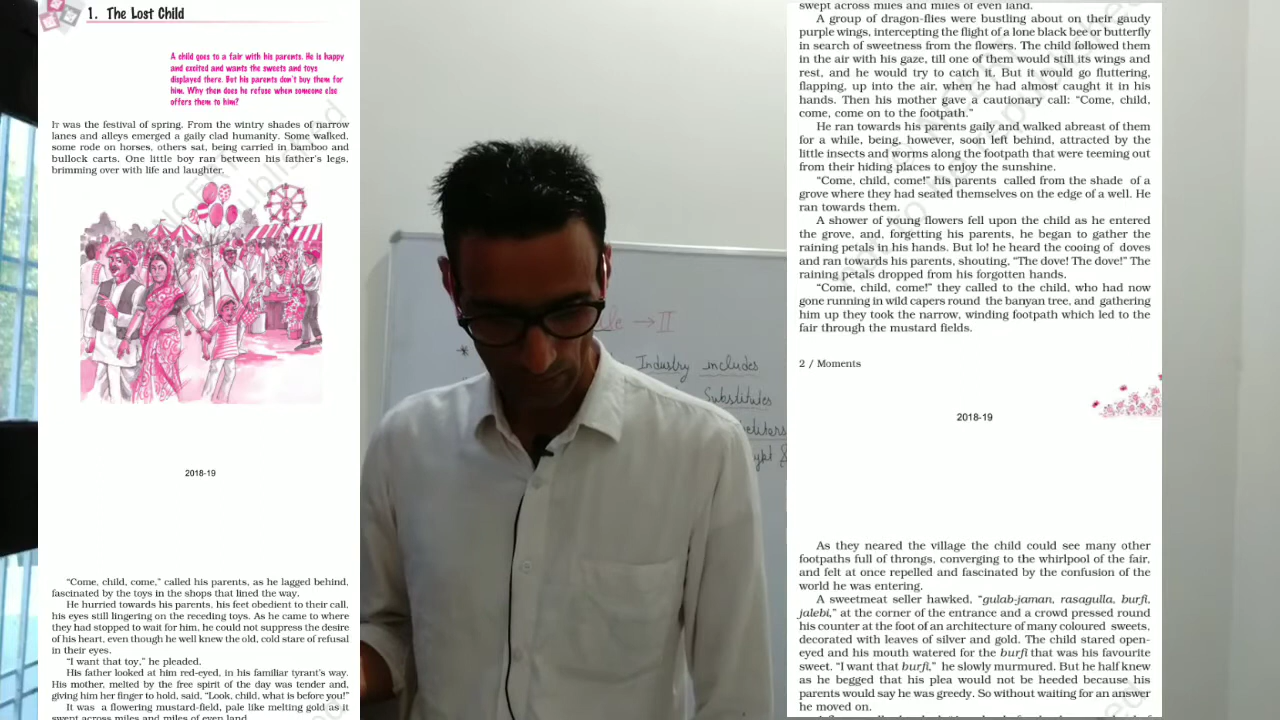 1. The Lost Child
A child goes to a fair with his parents. He is happy
and excited and wants the sweets and toys
displayed there. But his parents don't buy them for
him. Why then does he refuse when someone else
offers them to him?
IT was the festival of spring. From the wintry shades of narrow
lanes and alleys emerged a gaily clad humanity. Some walked,
some rode on horses, others sat, being carried in bamboo and
bullock carts. One little boy ran between his father's legs,
brimming over with life and laughter.
2018-19
“Come, child, come,” called his parents, as he lagged behind,
fascinated by the toys in the shops that lined the way.
He hurried towards his parents, his feet obedient to their call,
his eyes still lingering on the receding toys. As he came to where
they had stopped to wait for him, he could not suppress the desire
of his heart, even though he well knew the old, cold stare of refusal
in their eyes.
“I want that toy,” he pleaded.
His father looked at him red-eyed, in his familiar tyrant's way.
His mother, melted by the free spirit of the day was tender and,
giving him her finger to hold, said, “Look, child, what is before you!”
It was a flowering mustard-field, pale like melting gold as it
swept across miles and miles of even land.
→ II
* Industry includes
Substitutes
swept across miles and miles of even land.
A group of dragon-flies were bustling about on their gaudy
purple wings, intercepting the flight of a lone black bee or butterfly
in search of sweetness from the flowers. The child followed them
in the air with his gaze, till one of them would still its wings and
rest, and he would try to catch it. But it would go fluttering,
flapping, up into the air, when he had almost caught it in his
hands. Then his mother gave a cautionary call: “Come, child,
come, come on to the footpath.”
He ran towards his parents gaily and walked abreast of them
for a while, being, however, soon left behind, attracted by the
little insects and worms along the footpath that were teeming out
from their hiding places to enjoy the sunshine.
“Come, child, come!” his parents called from the shade of a
grove where they had seated themselves on the edge of a well. He
ran towards them.
A shower of young flowers fell upon the child as he entered
the grove, and, forgetting his parents, he began to gather the
raining petals in his hands. But lo! he heard the cooing of doves
and ran towards his parents, shouting, “The dove! The dove!” The
raining petals dropped from his forgotten hands.
“Come, child, come!” they called to the child, who had now
gone running in wild capers round the banyan tree, and gathering
him up they took the narrow, winding footpath which led to the
fair through the mustard fields.
2 / Moments
2018-19
As they neared the village the child could see many other
footpaths full of throngs, converging to the whirlpool of the fair,
and felt at once repelled and fascinated by the confusion of the
world he was entering.
A sweetmeat seller hawked, “gulab-jaman, rasagulla, burfi,
jalebi,” at the corner of the entrance and a crowd pressed round
his counter at the foot of an architecture of many coloured sweets,
decorated with leaves of silver and gold. The child stared open-
eyed and his mouth watered for the burfi that was his favourite
sweet. “I want that burfi,” he slowly murmured. But he half knew
as he begged that his plea would not be heeded because his
parents would say he was greedy. So without waiting for an answer
he moved on.